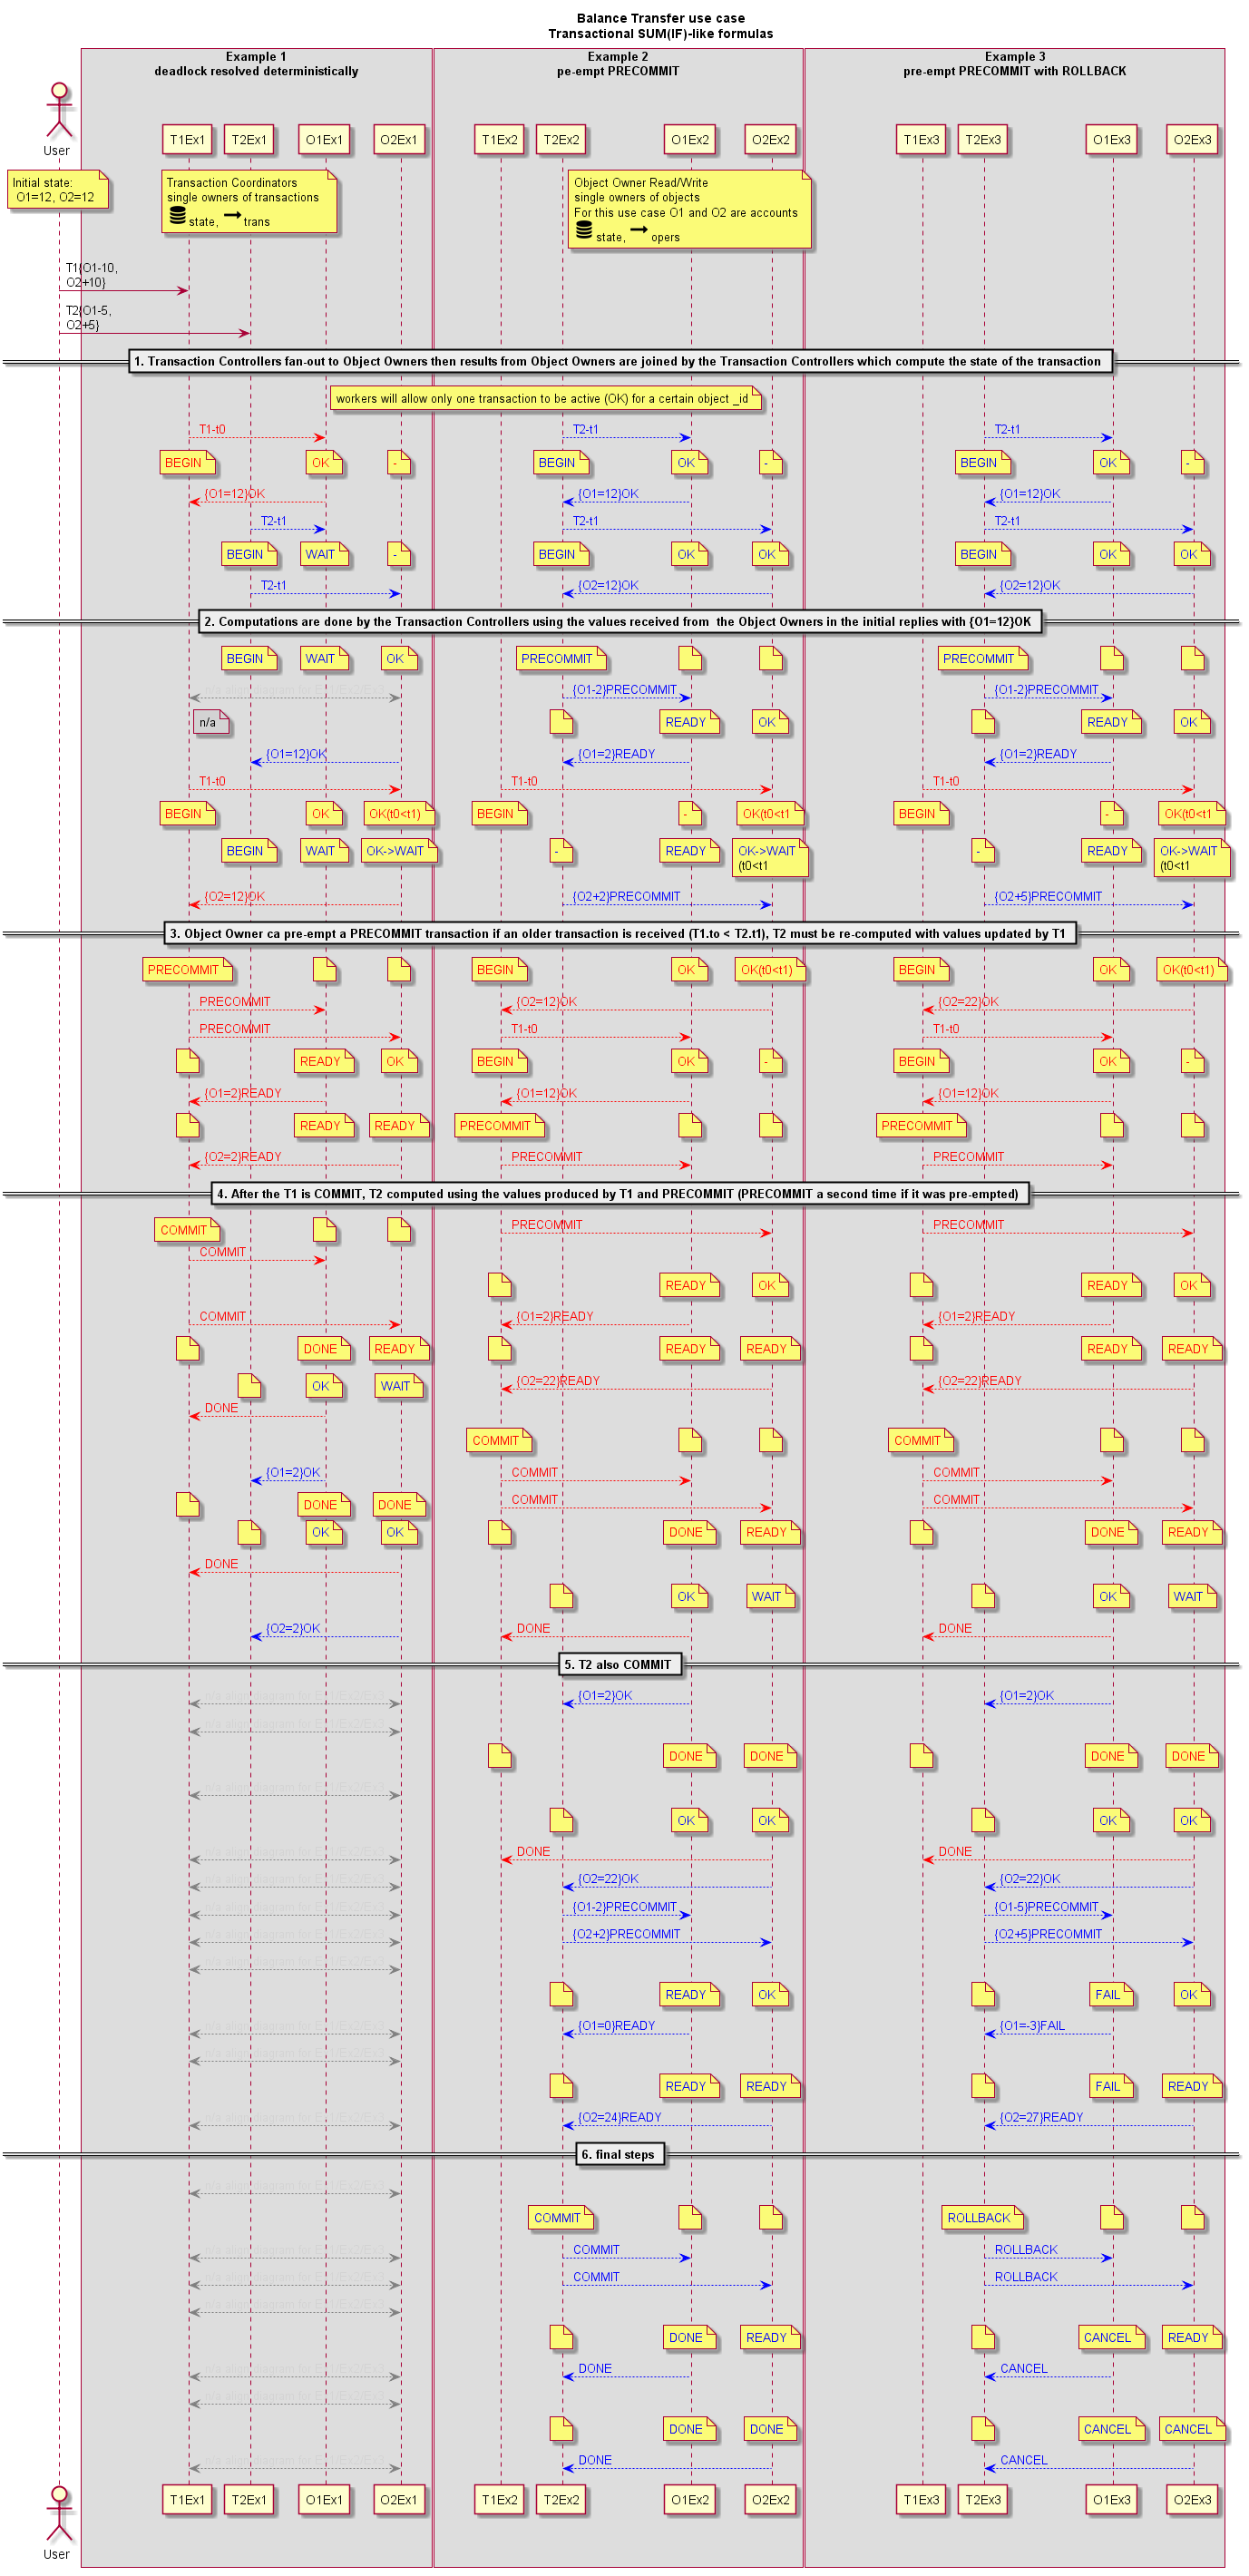 Balance Transfer use case
Transactional SUM(IF)-like formulas
Example 1
deadlock resolved deterministically
Example 2
pe-empt PRECOMMIT
Example 3
pre-empt PRECOMMIT with ROLLBACK
User
T1Ex1 T2Ex1 O1Ex1 O2Ex1 T1Ex2 T2Ex2 O1Ex2 O2Ex2 T1Ex3 T2Ex3 O1Ex3 O2Ex3
Initial state:
O1=12, O2=12
Transaction Coordinators
single owners of transactions
state, trans
Object Owner Read/Write
single owners of objects
For this use case O1 and O2 are accounts
state, opers
T1{O1-10,
O2+10}
T2{O1-5,
O2+5}
1. Transaction Controllers fan-out to Object Owners then results from Object Owners are joined by the Transaction Controllers which compute the state of the transaction
workers will allow only one transaction to be active (OK) for a certain object _id
T1-t0 T2-t1 T2-t1
BEGIN OK - BEGIN OK - BEGIN OK -
{O1=12}OK {O1=12}OK {O1=12}OK
T2-t1 T2-t1 T2-t1
BEGIN WAIT - BEGIN OK OK BEGIN OK OK
T2-t1 {O2=12}OK {O2=12}OK
2. Computations are done by the Transaction Controllers using the values received from the Object Owners in the initial replies with {O1=12}OK
BEGIN WAIT OK PRECOMMIT PRECOMMIT
{O1-2}PRECOMMIT {O1-2}PRECOMMIT
n/a READY OK READY OK
{O1=12}OK {O1=2}READY {O1=2}READY
T1-t0 T1-t0 T1-t0
BEGIN OK OK(t0<t1) BEGIN - OK(t0<t1 BEGIN - OK(t0<t1
BEGIN WAIT OK->WAIT - READY OK->WAIT - READY OK->WAIT
(t0<t1 (t0<t1
{O2=12}OK {O2+2}PRECOMMIT {O2+5}PRECOMMIT
3. Object Owner ca pre-empt a PRECOMMIT transaction if an older transaction is received (T1.to < T2.t1), T2 must be re-computed with values updated by T1
PRECOMMIT BEGIN OK OK(t0<t1) BEGIN OK OK(t0<t1)
PRECOMMIT {O2=12}OK {O2=22}OK
PRECOMMIT T1-t0 T1-t0
READY OK BEGIN OK - BEGIN OK -
{O1=2}READY {O1=12}OK {O1=12}OK
READY READY PRECOMMIT PRECOMMIT
{O2=2}READY PRECOMMIT PRECOMMIT
4. After the T1 is COMMIT, T2 computed using the values produced by T1 and PRECOMMIT (PRECOMMIT a second time if it was pre-empted)
COMMIT PRECOMMIT PRECOMMIT
COMMIT
READY OK READY OK
COMMIT {O1=2}READY {O1=2}READY
DONE READY READY READY READY READY
OK WAIT {O2=22}READY {O2=22}READY
DONE
COMMIT COMMIT
{O1=2}OK COMMIT COMMIT
DONE DONE COMMIT COMMIT
OK OK DONE READY DONE READY
DONE
OK WAIT OK WAIT
{O2=2}OK DONE DONE
5. T2 also COMMIT
{O1=2}OK {O1=2}OK
DONE DONE DONE DONE
OK OK OK OK
DONE DONE
{O2=22}OK {O2=22}OK
{O1-2}PRECOMMIT {O1-5}PRECOMMIT
{O2+2}PRECOMMIT {O2+5}PRECOMMIT
READY OK FAIL OK
{O1=0}READY {O1=-3}FAIL
READY READY FAIL READY
{O2=24}READY {O2=27}READY
6. final steps
COMMIT ROLLBACK
COMMIT ROLLBACK
COMMIT ROLLBACK
DONE READY CANCEL READY
DONE CANCEL
DONE DONE CANCEL CANCEL
DONE CANCEL
T1Ex1 T2Ex1 O1Ex1 O2Ex1 T1Ex2 T2Ex2 O1Ex2 O2Ex2 T1Ex3 T2Ex3 O1Ex3 O2Ex3
User